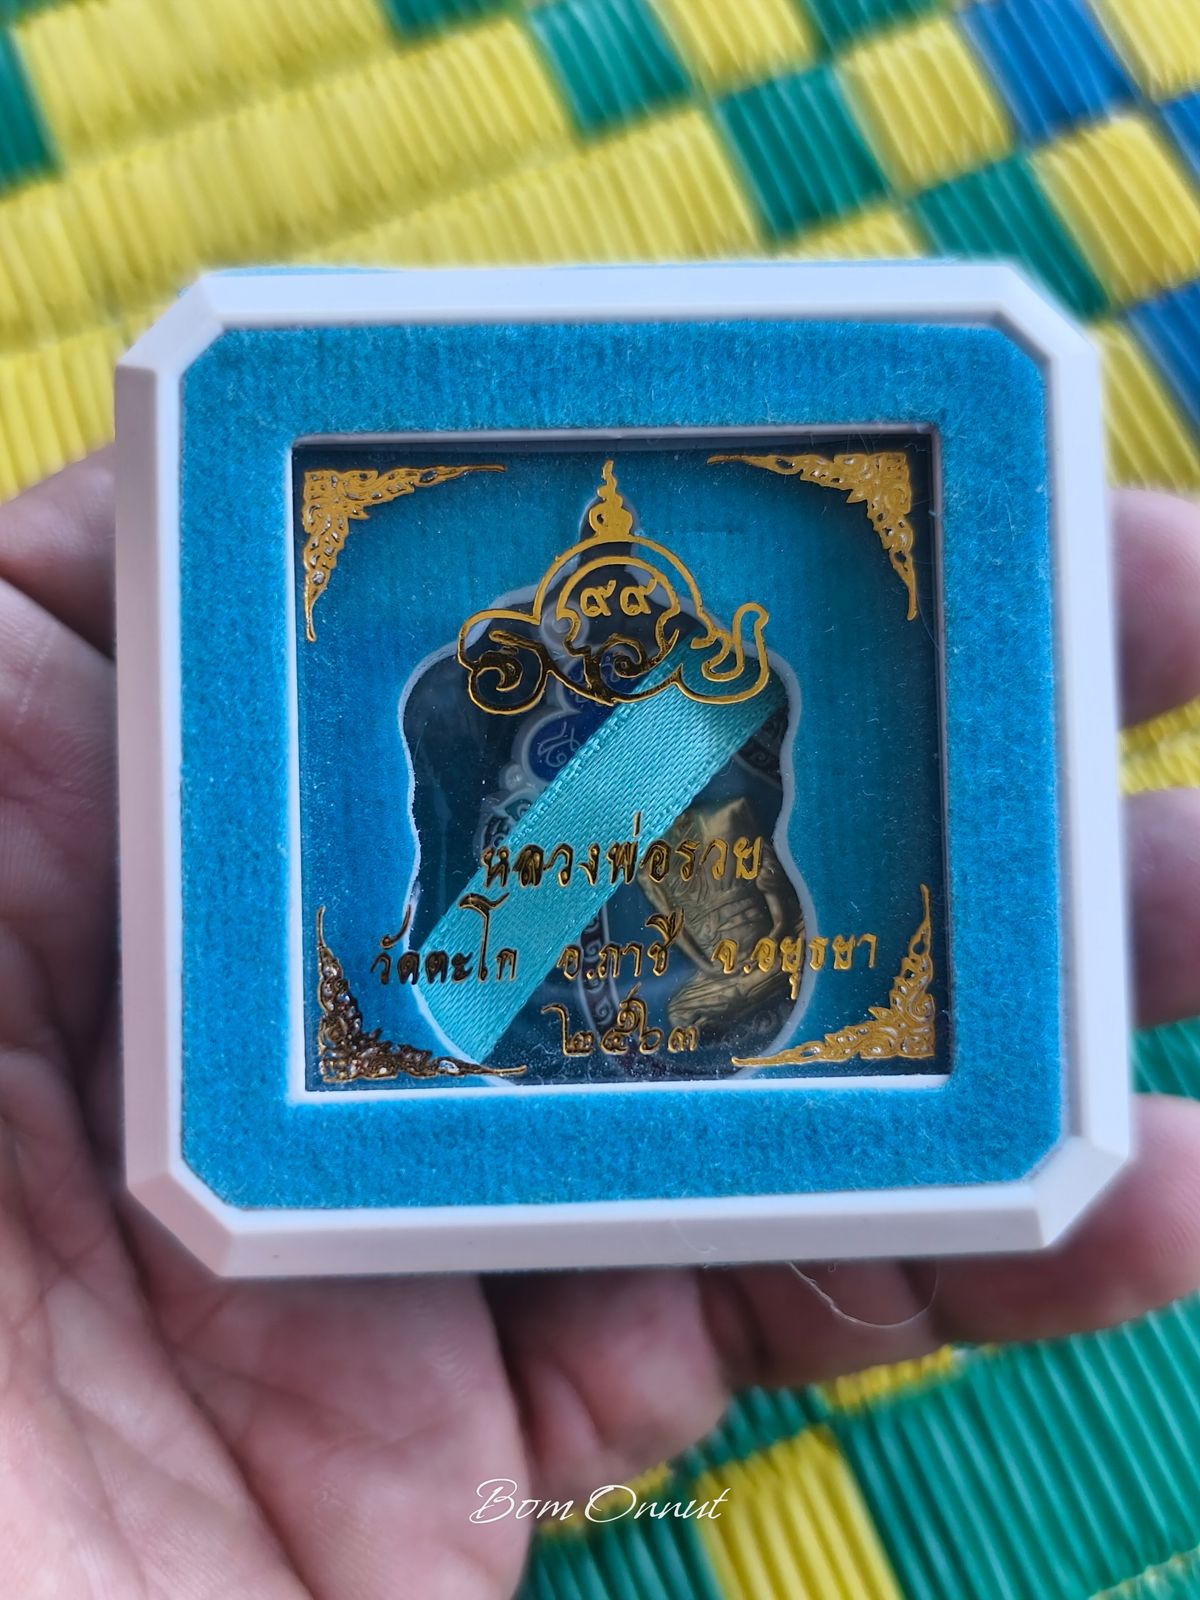 ๙๙
หลวงพ่อรวย
วัดตะโก อ.ภาชี จ.อยุธยา
๒๕๖๓
Bom Onnut